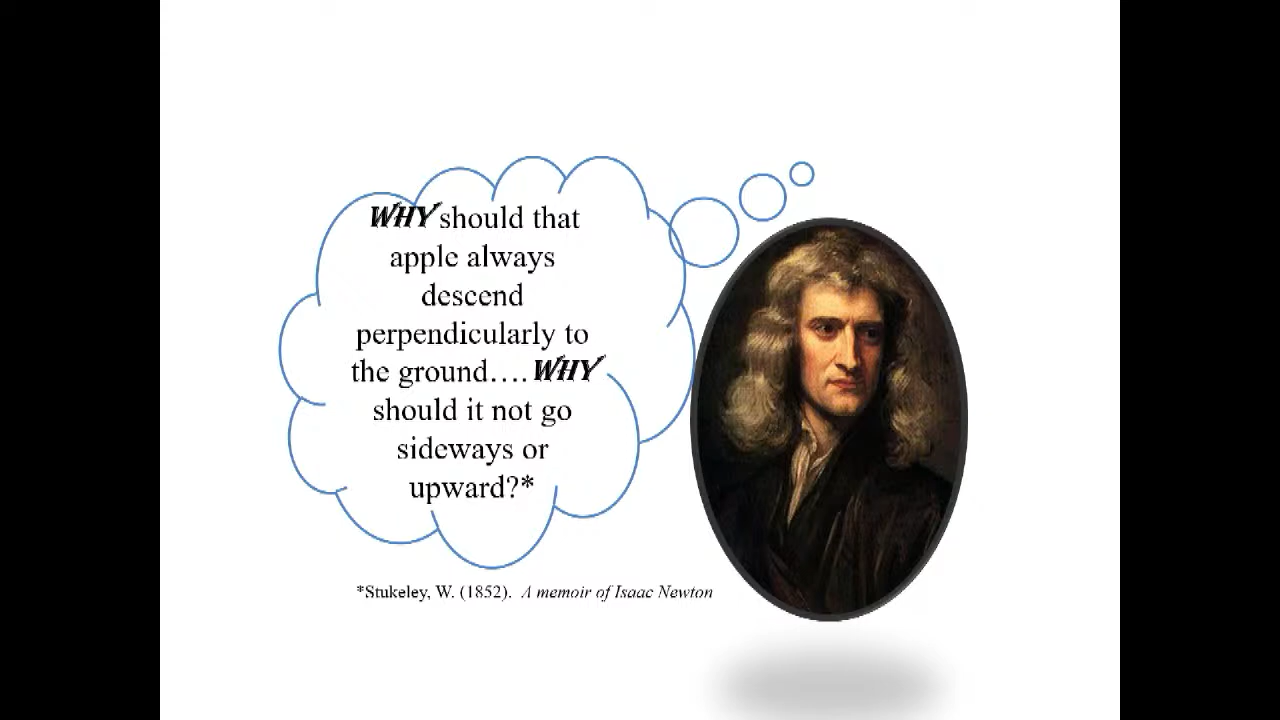 WHY should that
apple always
descend
perpendicularly to
the ground.... WHY
should it not go
sideways or
upward?*
*Stukeley, W. (1852). A memoir of Isaac Newton